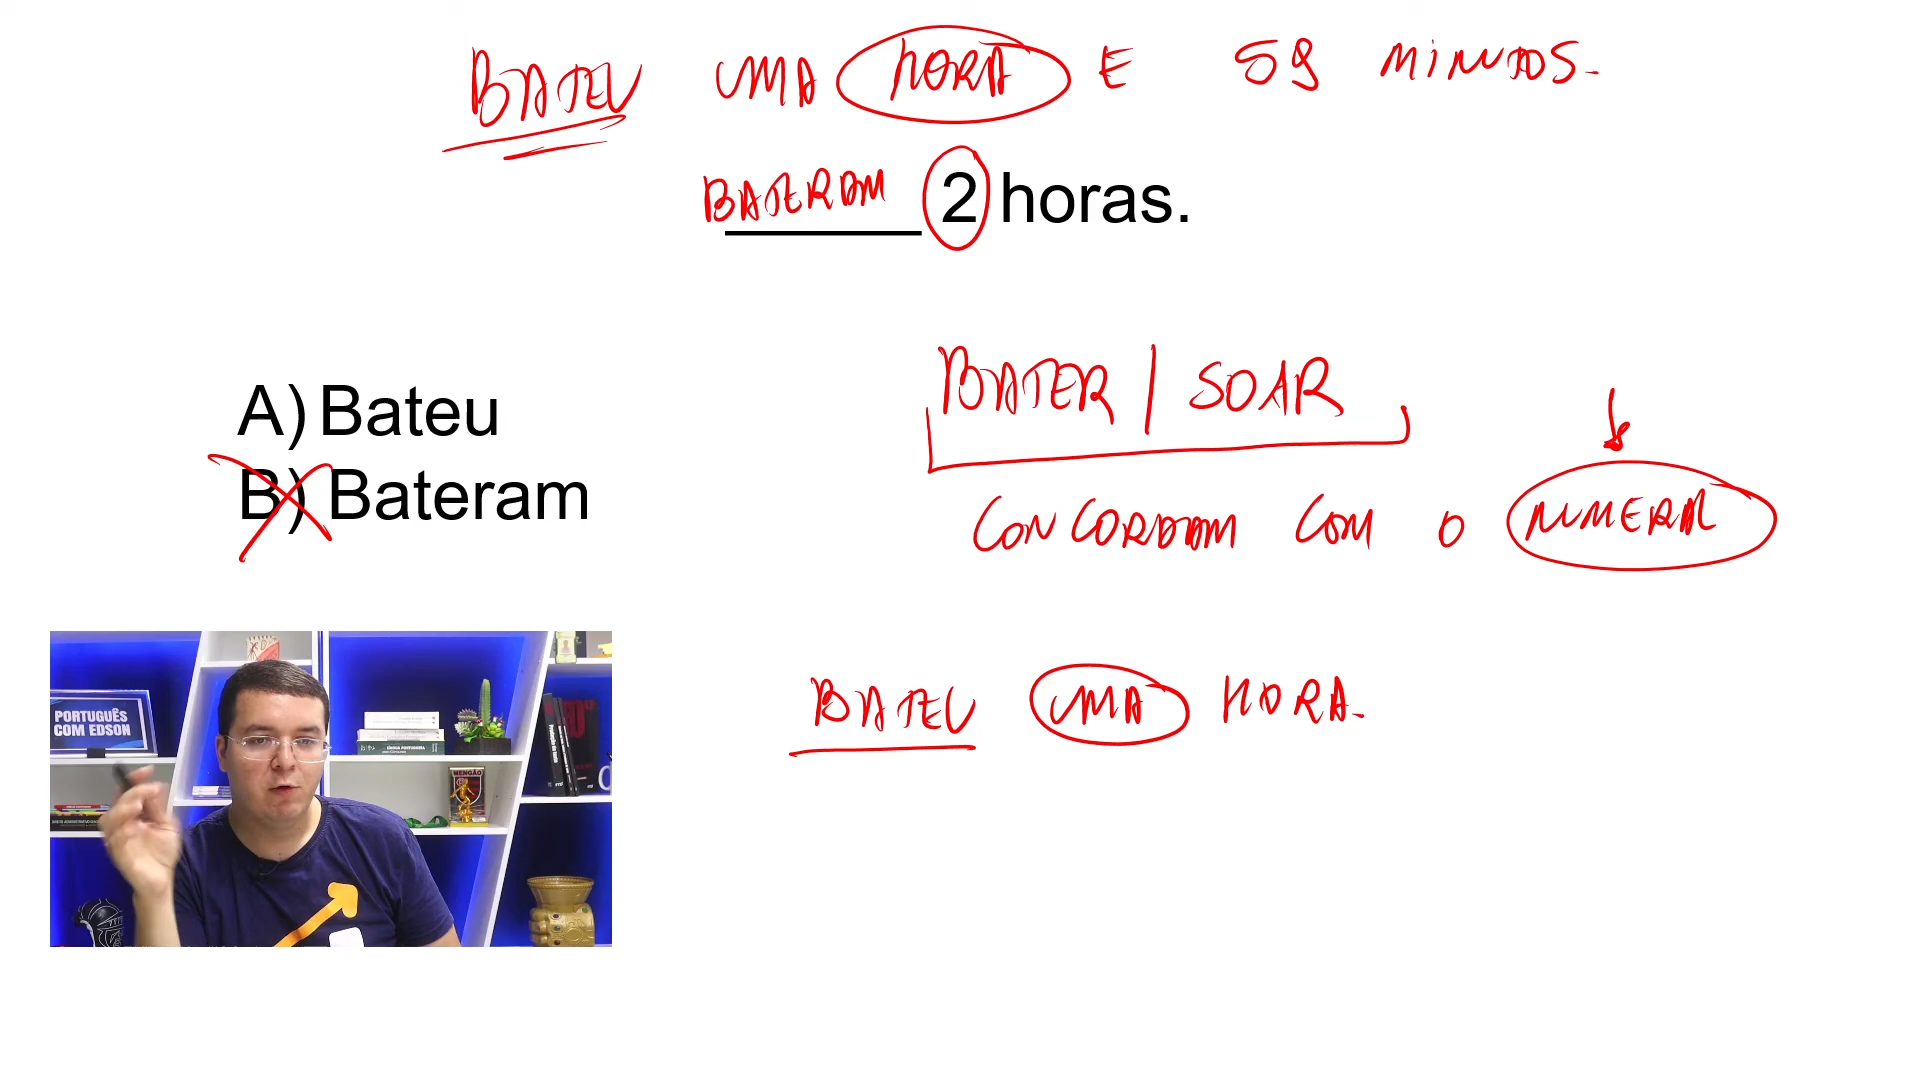 BATEU UMA HORA E 59 MINUTOS.
BATERAM 2 horas.
A) Bateu
B) Bateram
BATER / SOAR
CONCORDAM COM O NUMERAL
BATEU UMA HORA.
PORTUGUÊS
COM EDSON
MENGÃO